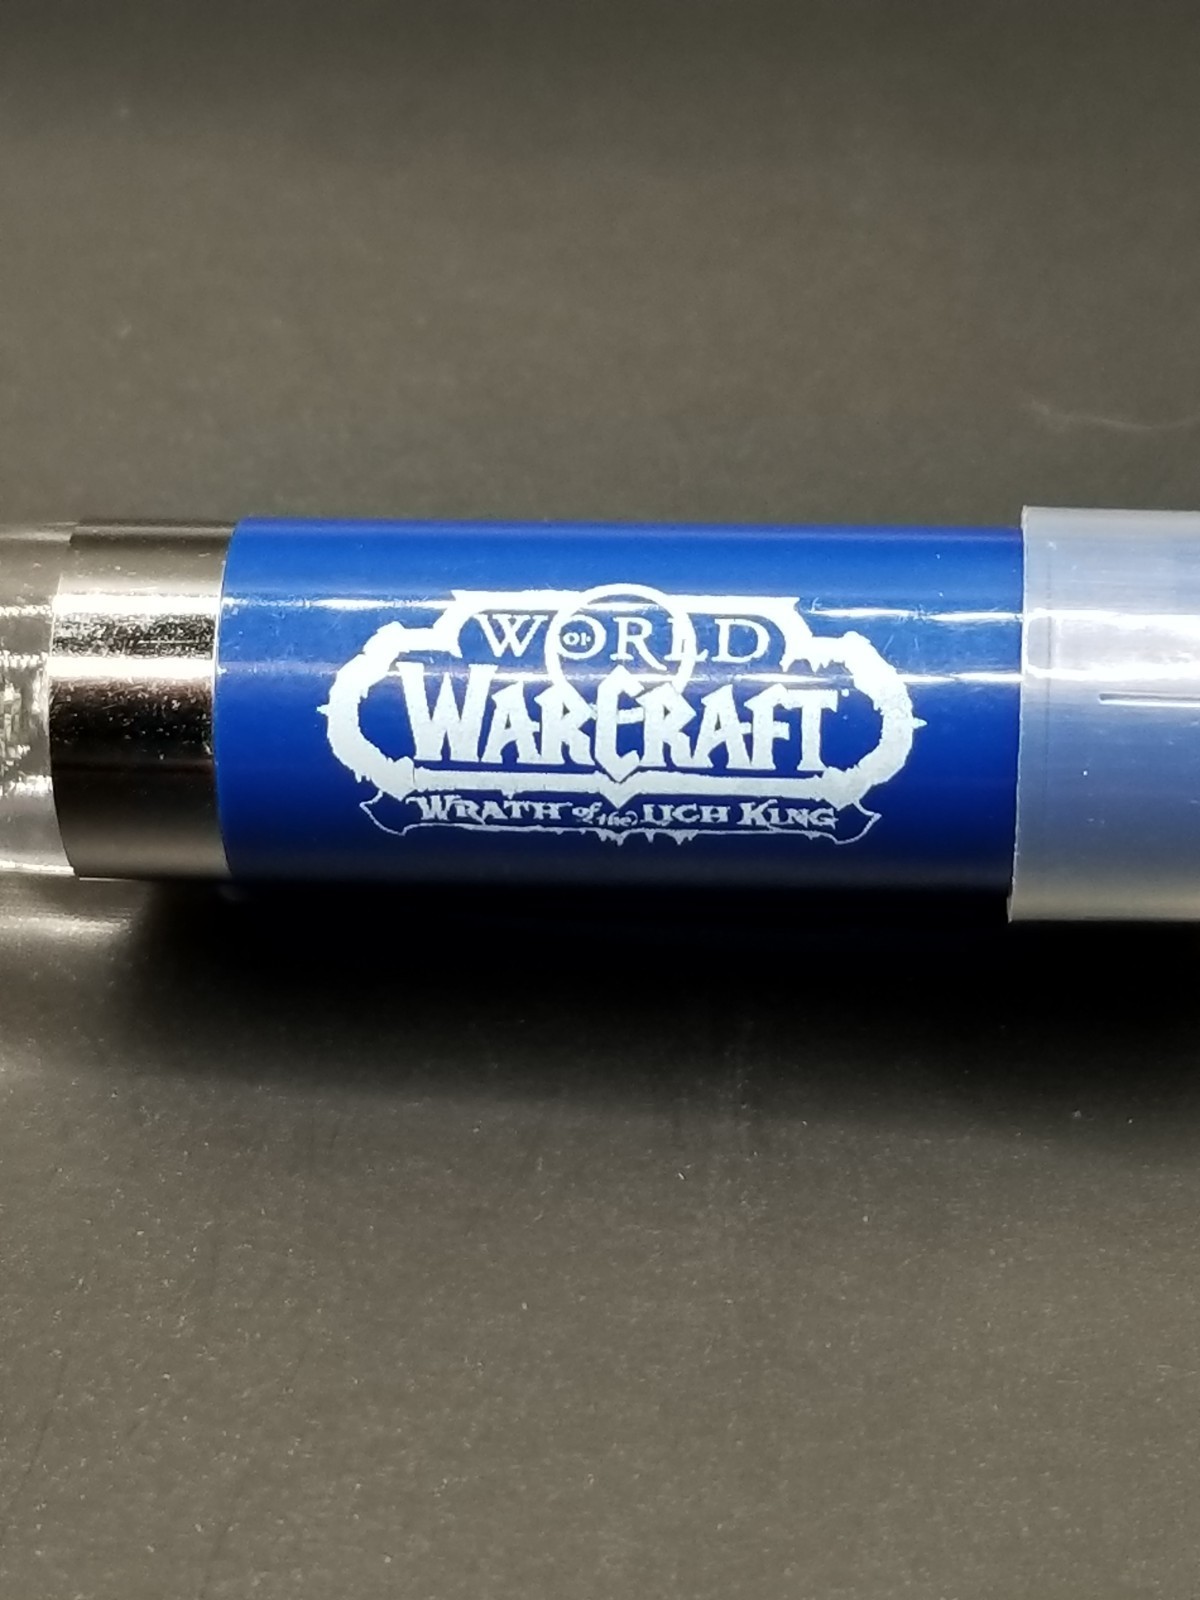 WORLD
OF
WARCRAFT
WRATH of the LICH KING